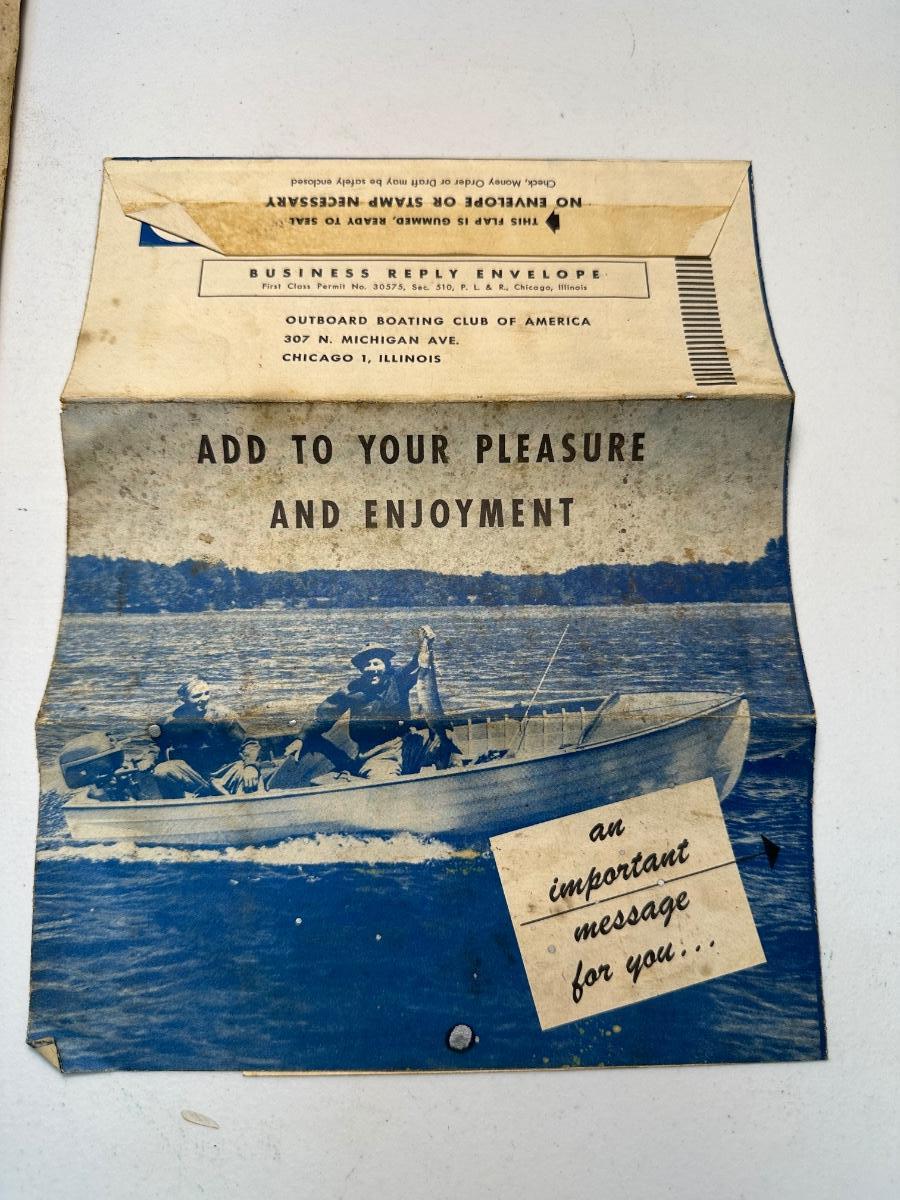 Check, Money Order or Draft may be safely enclosed
NO ENVELOPE OR STAMP NECESSARY
THIS FLAP IS GUMMED, READY TO SEAL
BUSINESS REPLY ENVELOPE
First Class Permit No. 30575, Sec. 510, P. L. & R., Chicago, Illinois
OUTBOARD BOATING CLUB OF AMERICA
307 N. MICHIGAN AVE.
CHICAGO 1, ILLINOIS
ADD TO YOUR PLEASURE
AND ENJOYMENT
an
important
message
for you...